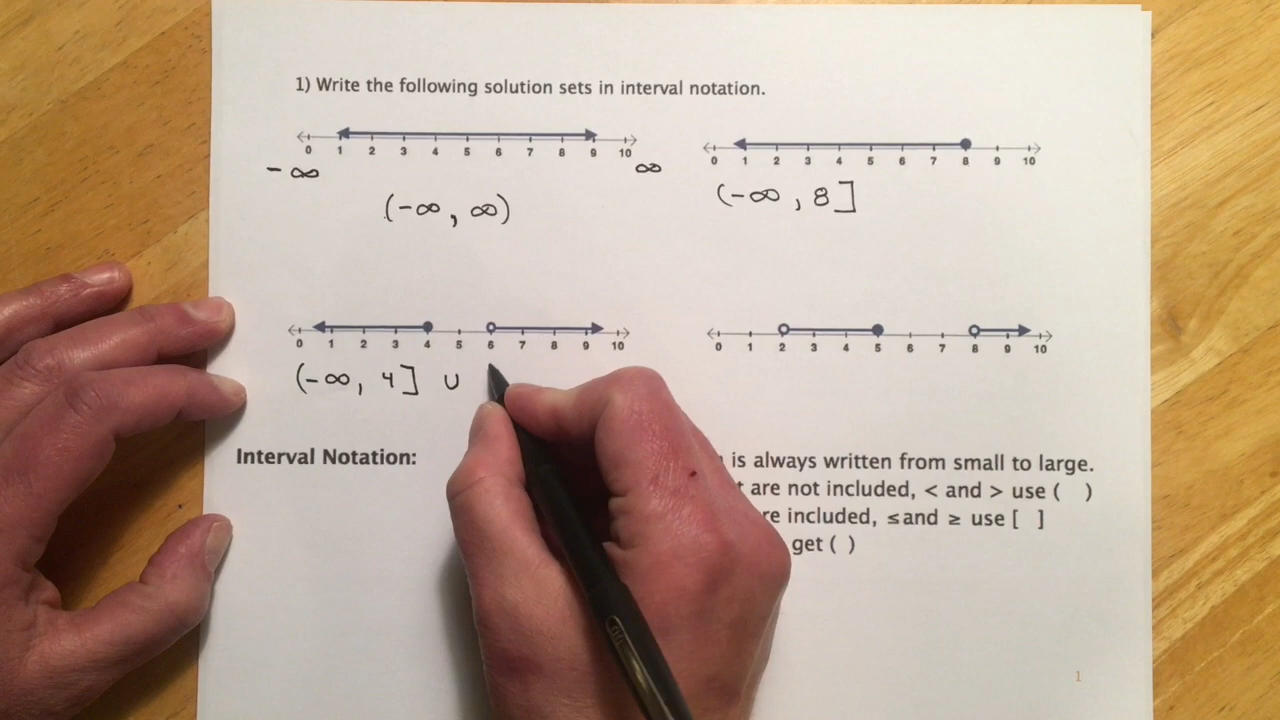 1) Write the following solution sets in interval notation.
0 1 2 3 4 5 6 7 8 9 10
0 1 2 3 4 5 6 7 8 9 10
-∞ ∞
(-∞, ∞)
(-∞, 8]
0 1 2 3 4 5 6 7 8 9 10
0 1 2 3 4 5 6 7 8 9 10
(-∞, 4] ∪
Interval Notation:
is always written from small to large.
are not included, < and > use ( )
included, ≤and ≥ use [ ]
get ( )
1